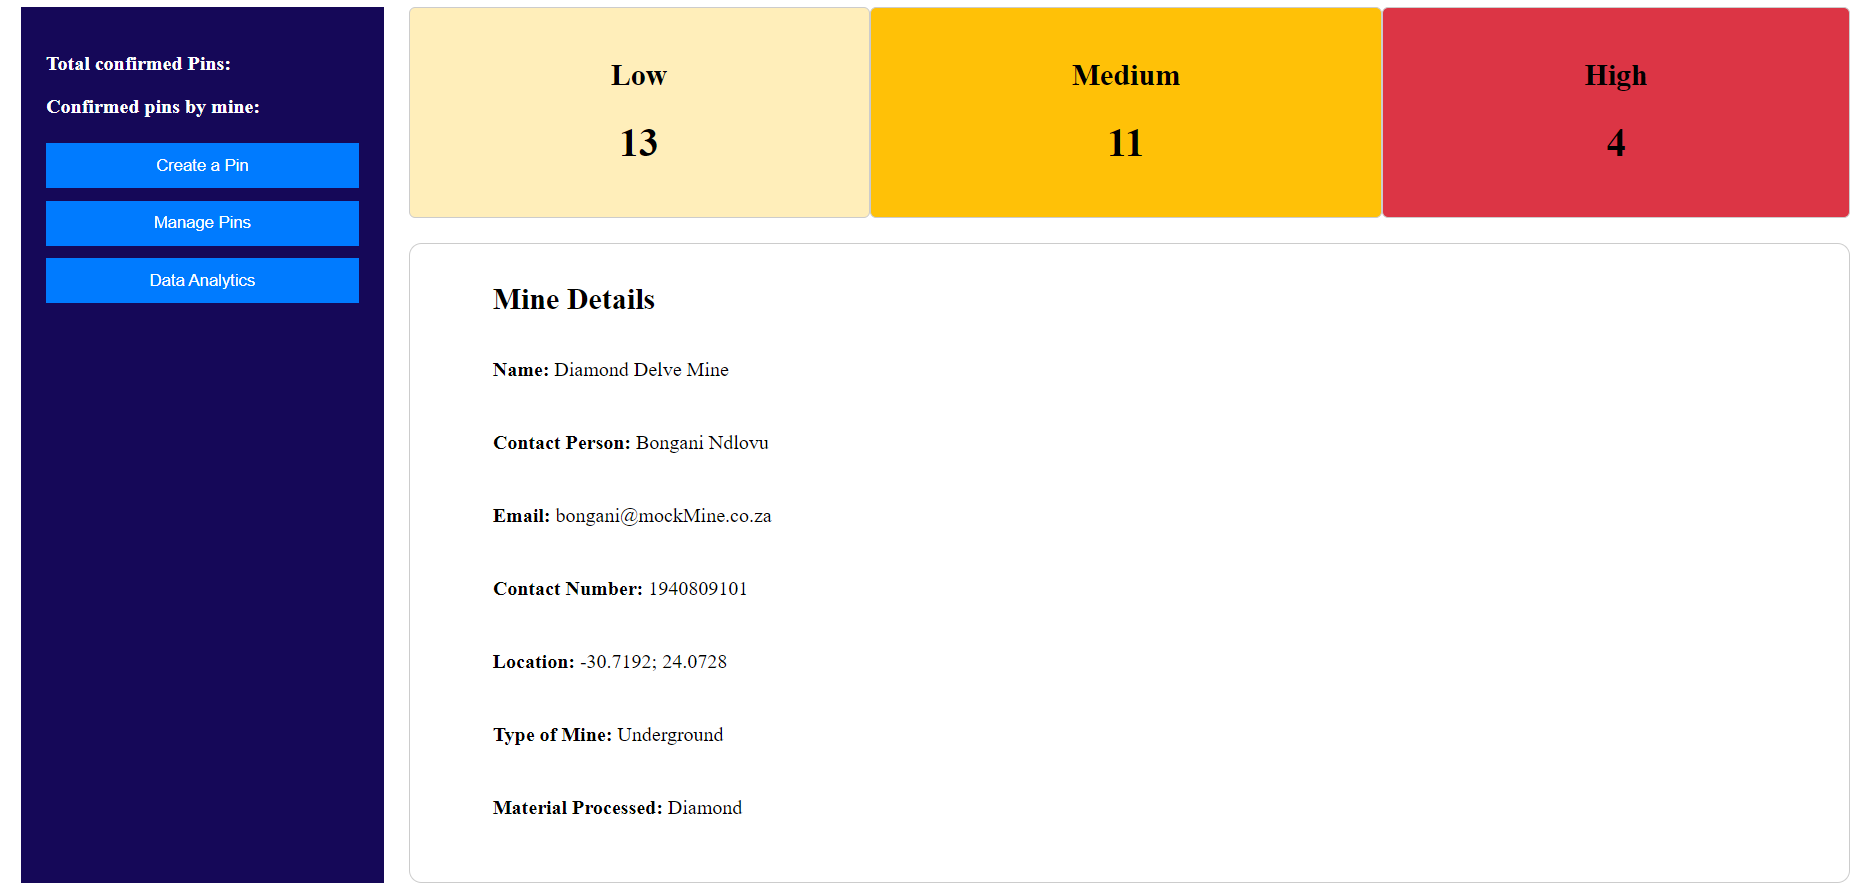 Total confirmed Pins:
Confirmed pins by mine:
Create a Pin
Manage Pins
Data Analytics
Low
13
Medium
11
High
4
Mine Details
Name: Diamond Delve Mine
Contact Person: Bongani Ndlovu
Email: bongani@mockMine.co.za
Contact Number: 1940809101
Location: -30.7192; 24.0728
Type of Mine: Underground
Material Processed: Diamond